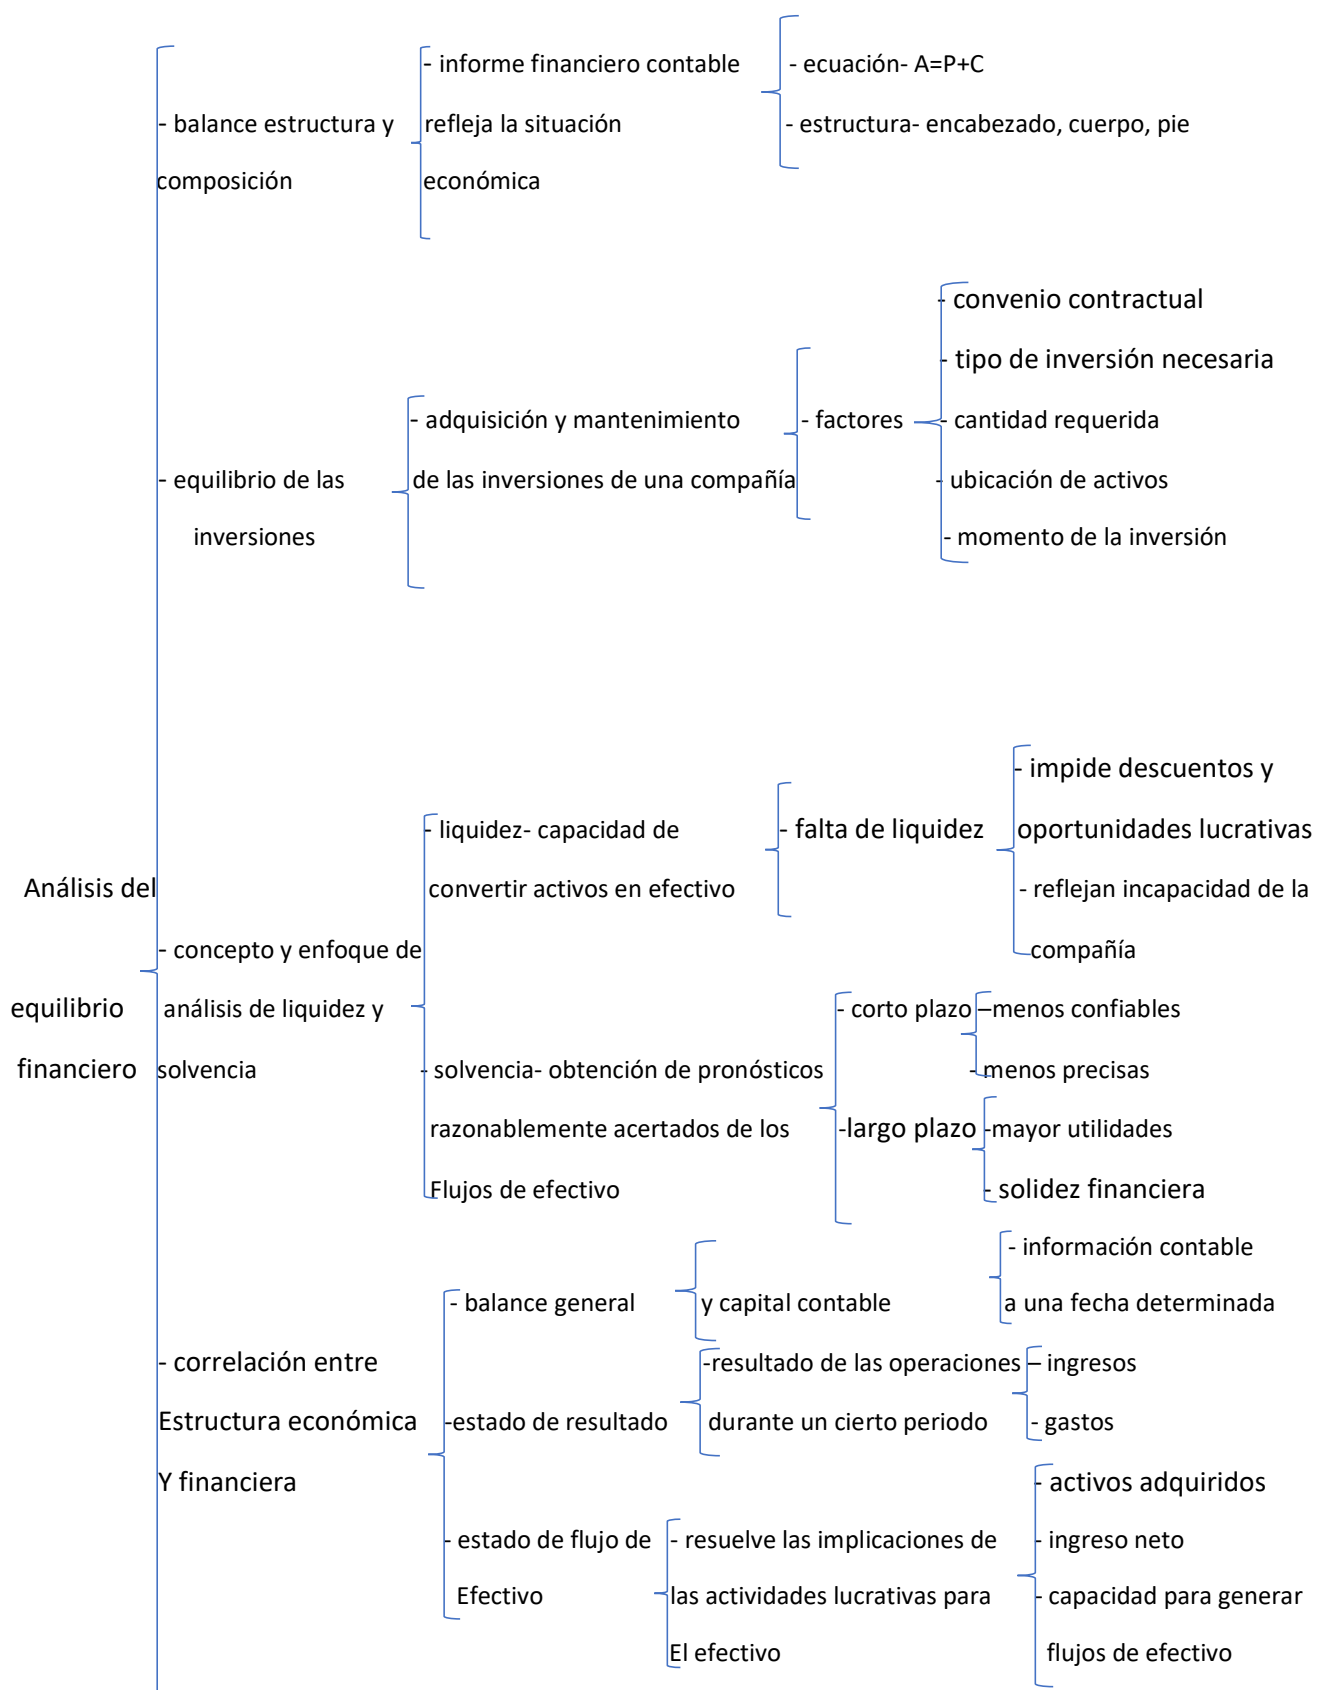 Análisis del
equilibrio
financiero
- balance estructura y
composición
- informe financiero contable
refleja la situación
económica
- ecuación- A=P+C
- estructura- encabezado, cuerpo, pie
- equilibrio de las
inversiones
- adquisición y mantenimiento
de las inversiones de una compañía
- factores
- convenio contractual
- tipo de inversión necesaria
- cantidad requerida
- ubicación de activos
- momento de la inversión
- concepto y enfoque de
análisis de liquidez y
solvencia
- liquidez- capacidad de
convertir activos en efectivo
- falta de liquidez
- impide descuentos y
oportunidades lucrativas
- reflejan incapacidad de la
compañía
- solvencia- obtención de pronósticos
razonablemente acertados de los
Flujos de efectivo
- corto plazo
–menos confiables
- menos precisas
-largo plazo
-mayor utilidades
- solidez financiera
- correlación entre
Estructura económica
Y financiera
- balance general
y capital contable
- información contable
a una fecha determinada
-estado de resultado
-resultado de las operaciones
durante un cierto periodo
– ingresos
- gastos
- estado de flujo de
Efectivo
- resuelve las implicaciones de
las actividades lucrativas para
El efectivo
- activos adquiridos
- ingreso neto
- capacidad para generar
flujos de efectivo